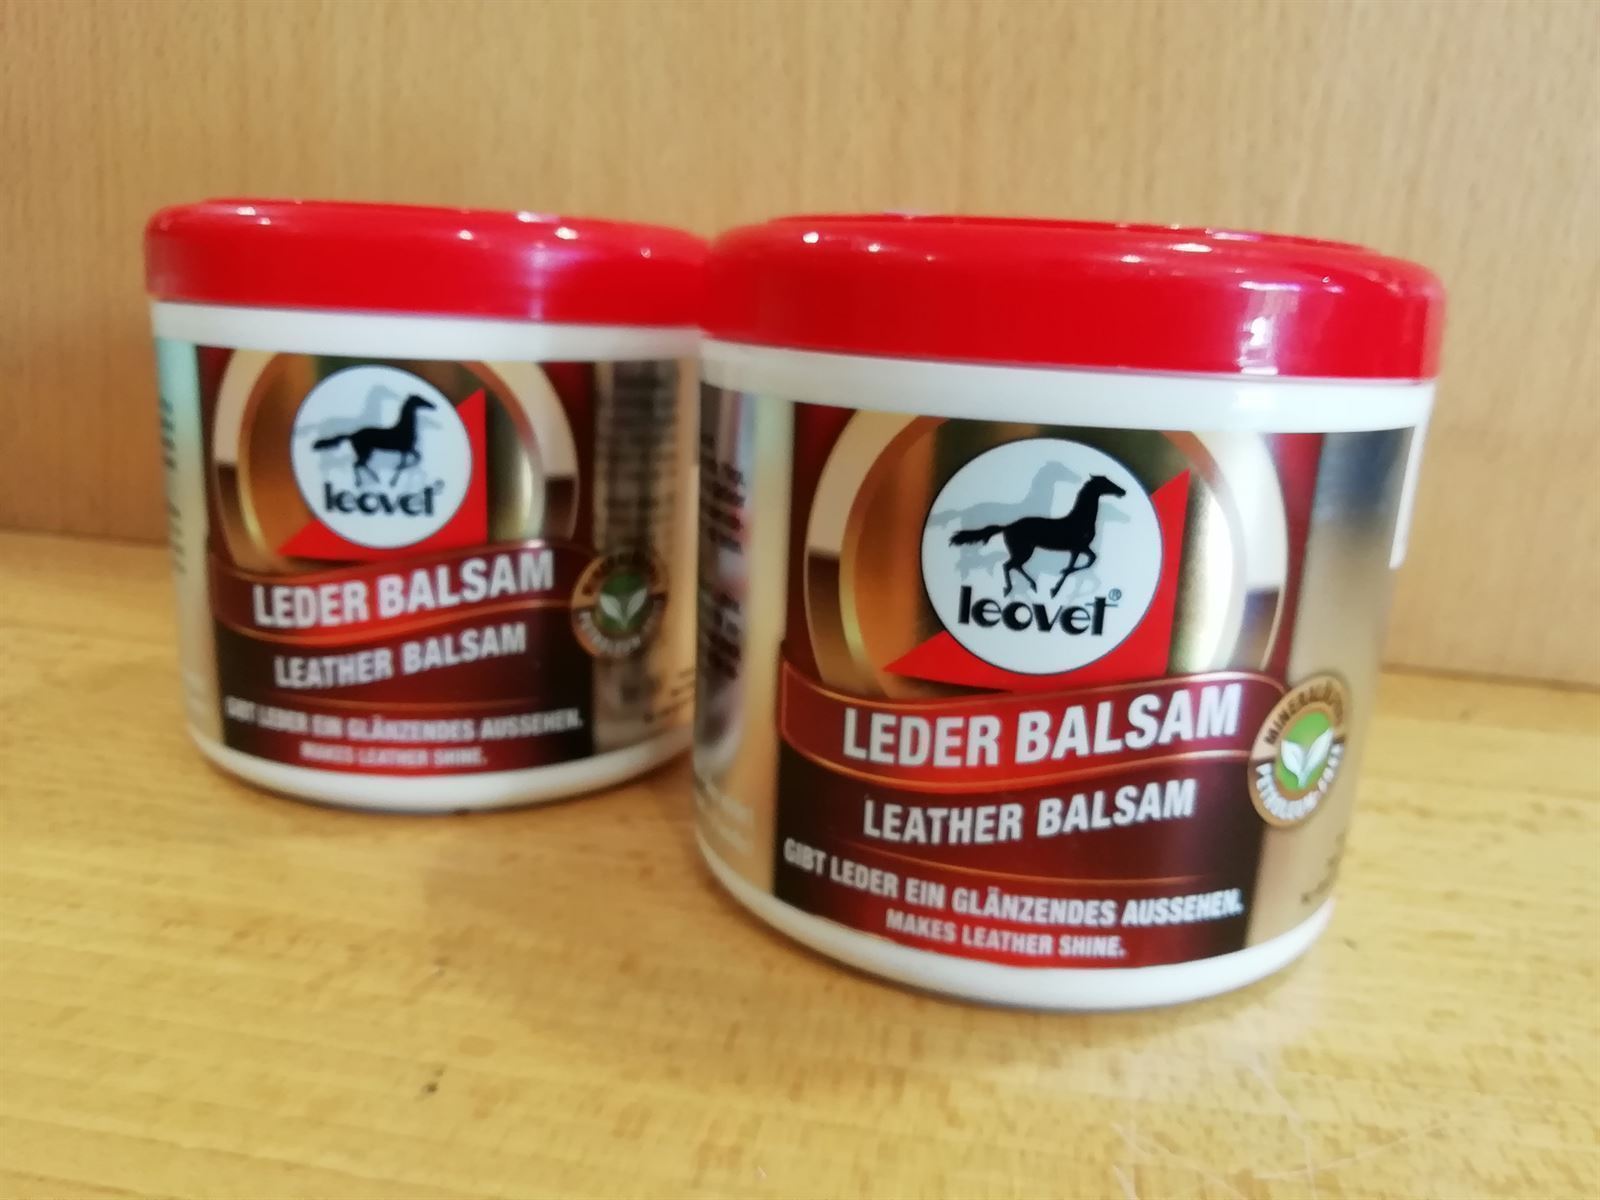 leovet®
LEDER BALSAM
LEATHER BALSAM
GIBT LEDER EIN GLÄNZENDES AUSSEHEN.
MAKES LEATHER SHINE.
leovet®
LEDER BALSAM
LEATHER BALSAM
GIBT LEDER EIN GLÄNZENDES AUSSEHEN.
MAKES LEATHER SHINE.